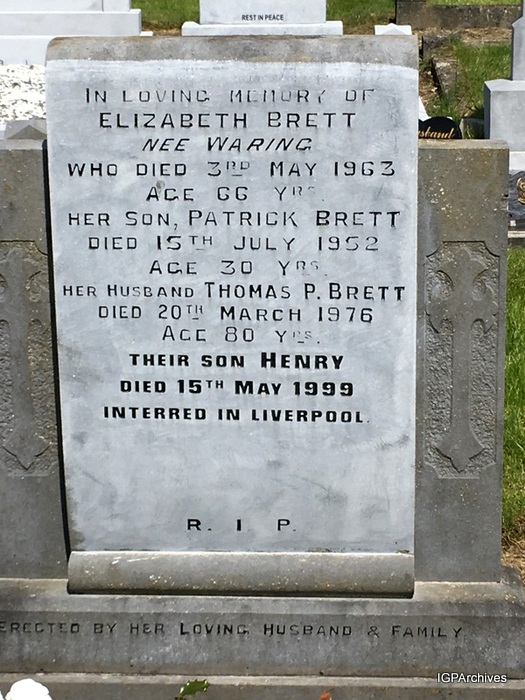 REST IN PEACE
IN LOVING MEMORY OF
ELIZABETH BRETT
NEE WARING
WHO DIED 3RD MAY 1963
AGE 66 YRS.
HER SON, PATRICK BRETT
DIED 15TH JULY 1952
AGE 30 YRS.
HER HUSBAND THOMAS P. BRETT
DIED 20TH MARCH 1976
AGE 80 YRS.
THEIR SON HENRY
DIED 15TH MAY 1999
INTERRED IN LIVERPOOL.
R. I. P.
ERECTED BY HER LOVING HUSBAND & FAMILY
husband
IGPArchives